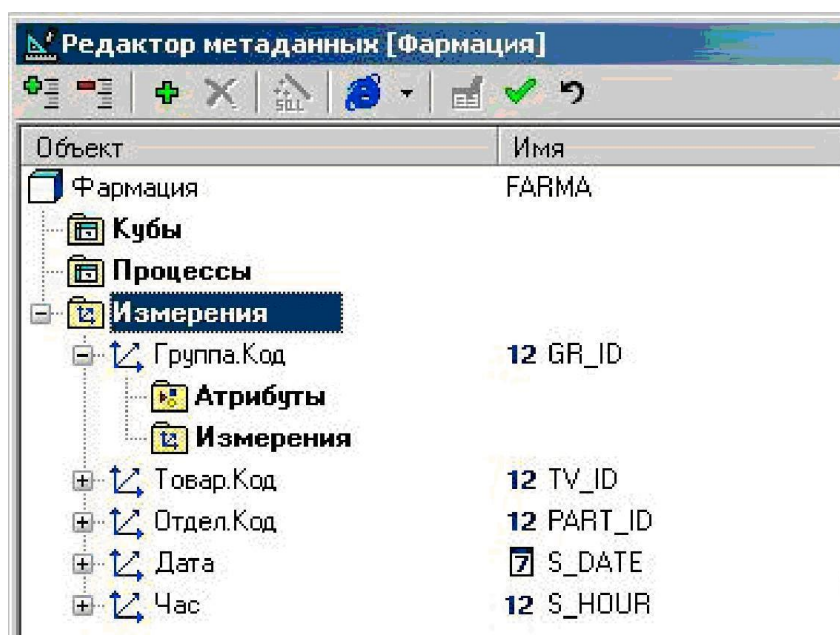 Редактор метаданных [Фармация]
Объект Имя
Фармация FARMA
Кубы
Процессы
Измерения
Группа.Код 12 GR_ID
Атрибуты
Измерения
Товар.Код 12 TV_ID
Отдел.Код 12 PART_ID
Дата 7 S_DATE
Час 12 S_HOUR